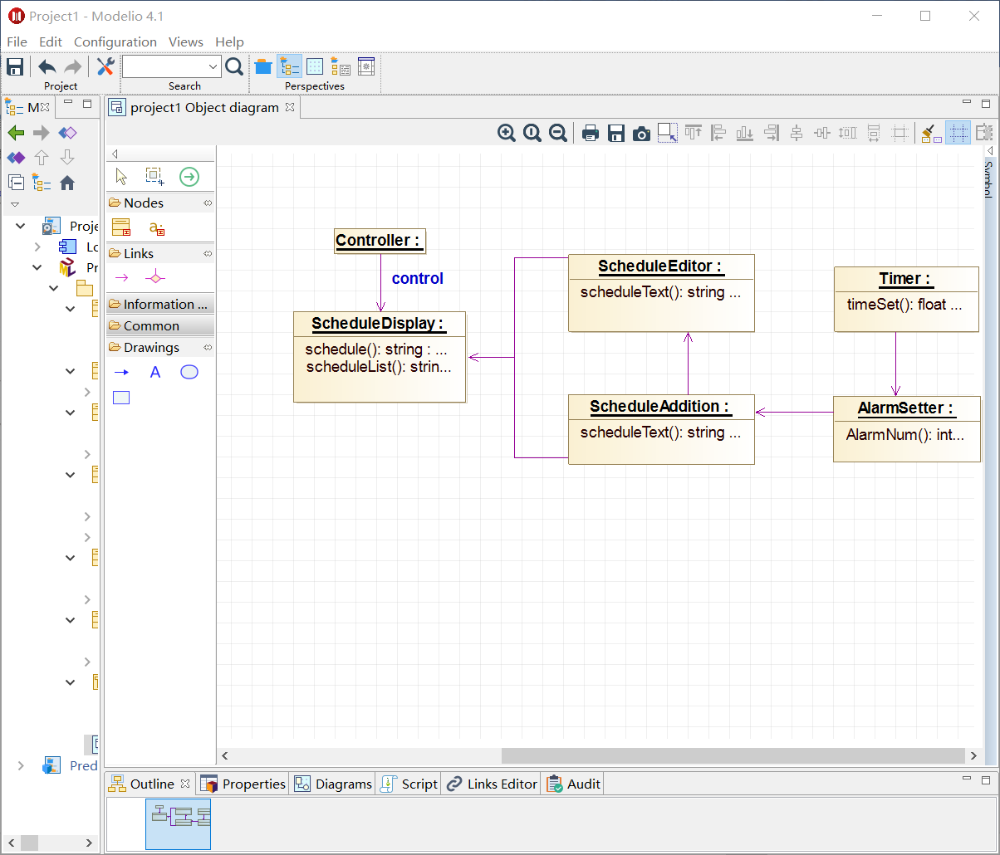 Project1 - Modelio 4.1
File Edit Configuration Views Help
Project
Search
Perspectives
M
project1 Object diagram
Symbol
Nodes
Links
Information ...
Common
Drawings
A
Proje
Lo
Pr
Pred
Controller :
control
ScheduleDisplay :
schedule(): string : ...
scheduleList(): strin...
ScheduleEditor :
scheduleText(): string ...
ScheduleAddition :
scheduleText(): string ...
Timer :
timeSet(): float ...
AlarmSetter :
AlarmNum(): int...
Outline Properties Diagrams Script Links Editor Audit